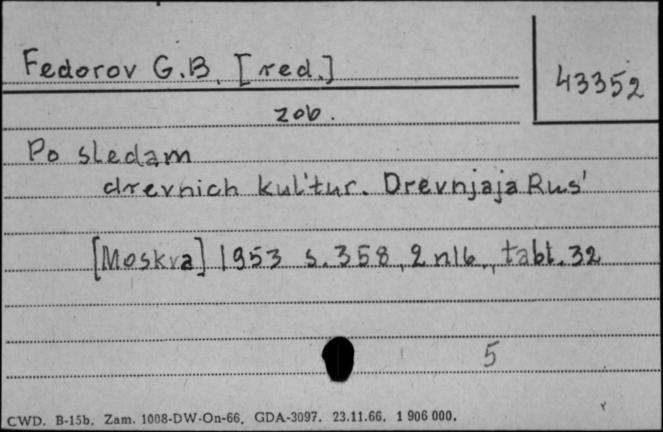 Fedorov G.B. [red.]
43352
zob.
Po sledam
drevnich kul'tur. Drevnjaja Rus'
[Moskva] 1953 s. 358, 2 nlb., tabl. 32
5
CWD. B-15b. Zam. 1008-DW-On-66. GDA-3097. 23.11.66. 1 906 000.